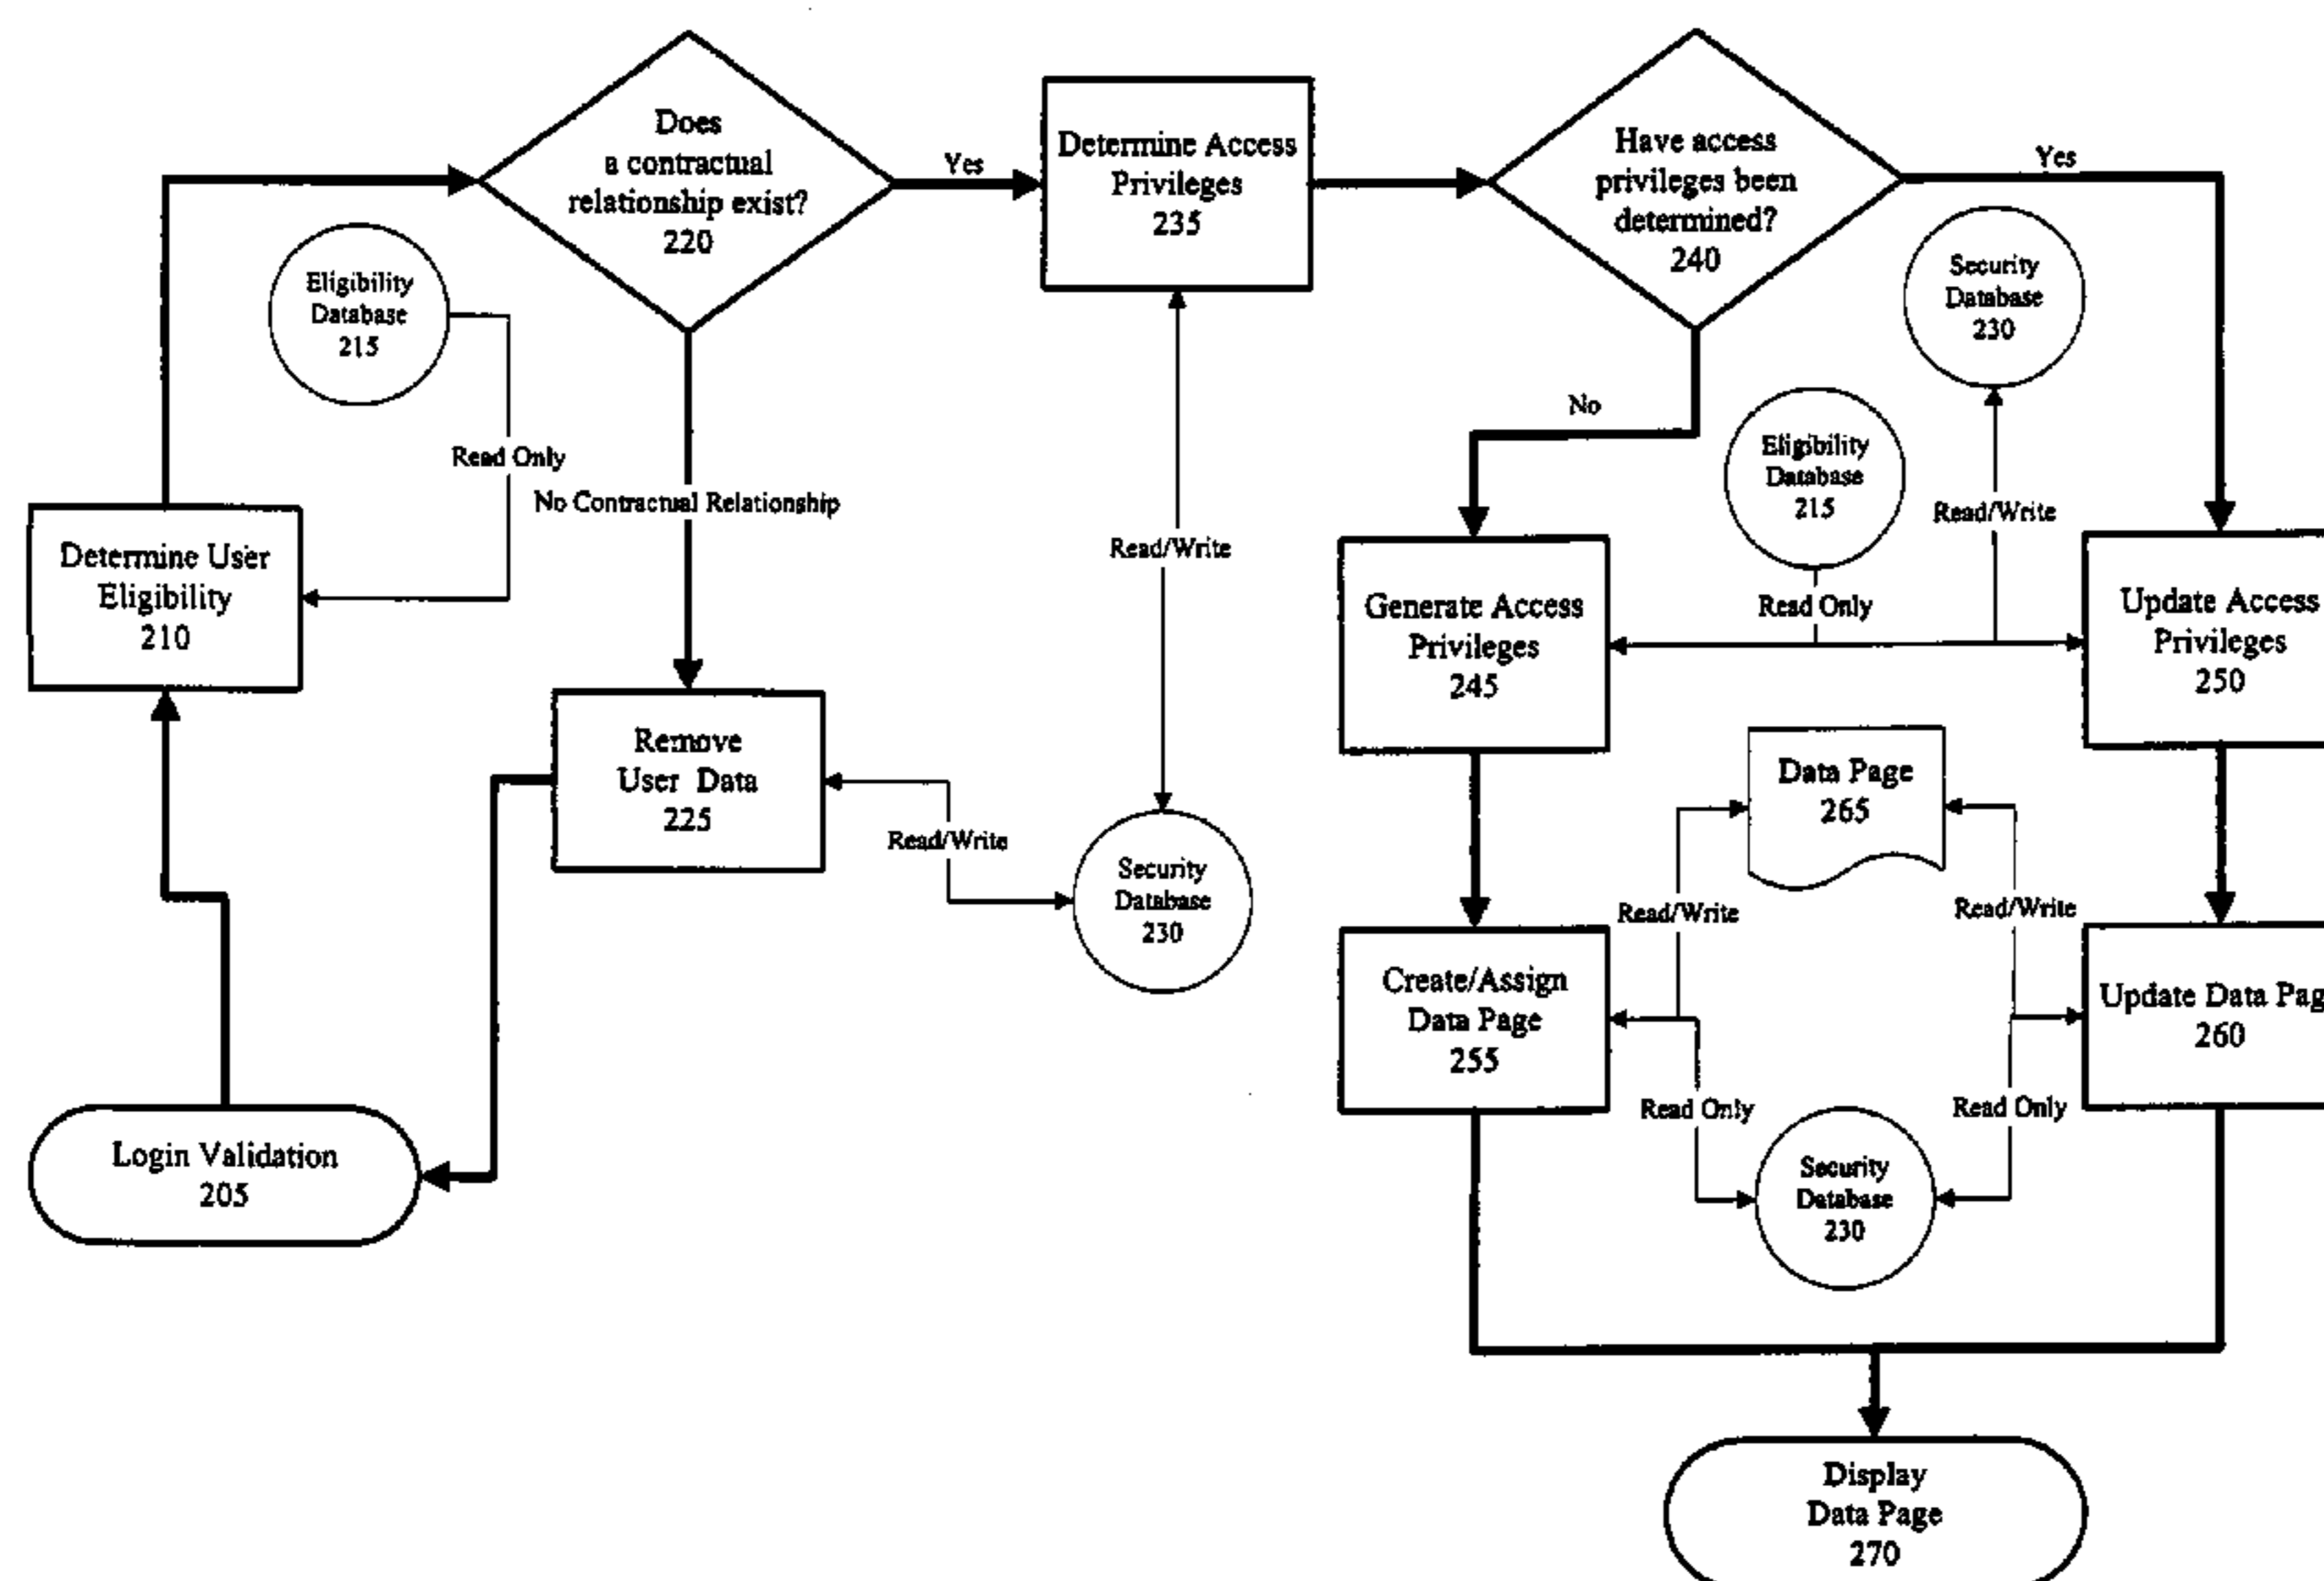 Does
a contractual
relationship exist?
220
Yes
Determine Access
Privileges
235
Have access
privileges been
determined?
240
Yes
Eligibility
Database
215
Read Only
Security
Database
230
No
Eligibility
Database
215
Read/Write
No Contractual Relationship
Read/Write
Determine User
Eligibility
210
Generate Access
Privileges
245
Read Only
Update Access
Privileges
250
Remove
User Data
225
Read/Write
Data Page
265
Security
Database
230
Read/Write
Read/Write
Create/Assign
Data Page
255
Update Data Pag
260
Read Only
Read Only
Login Validation
205
Security
Database
230
Display
Data Page
270